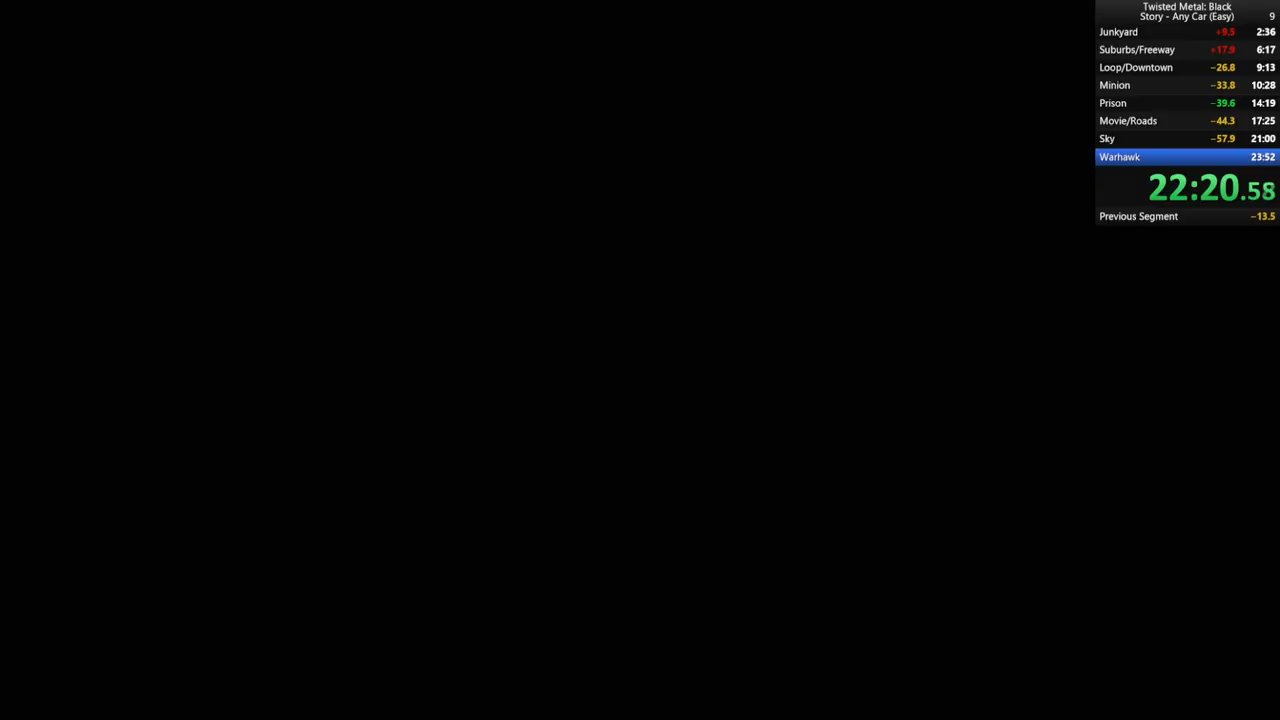 Twisted Metal: Black
Story - Any Car (Easy) 9
Junkyard +9.5 2:36
Suburbs/Freeway +17.9 6:17
Loop/Downtown −26.8 9:13
Minion −33.8 10:28
Prison −39.6 14:19
Movie/Roads −44.3 17:25
Sky −57.9 21:00
Warhawk 23:52
22:20.58
Previous Segment −13.5